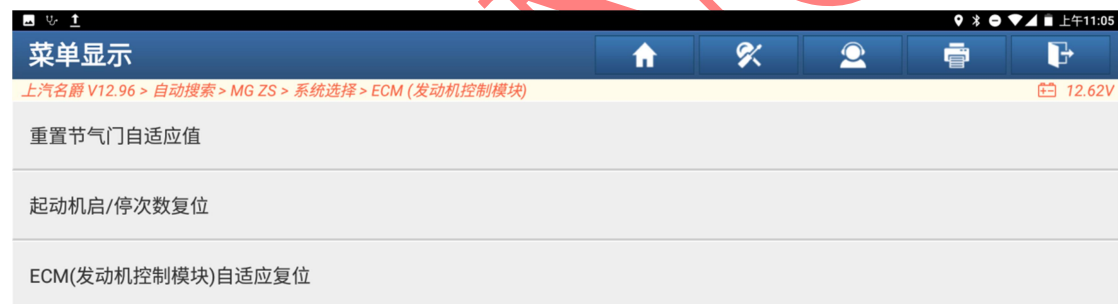 上午11:05
菜单显示
上汽名爵 V12.96 > 自动搜索 > MG ZS > 系统选择 > ECM (发动机控制模块)
12.62V
重置节气门自适应值
起动机启/停次数复位
ECM(发动机控制模块)自适应复位